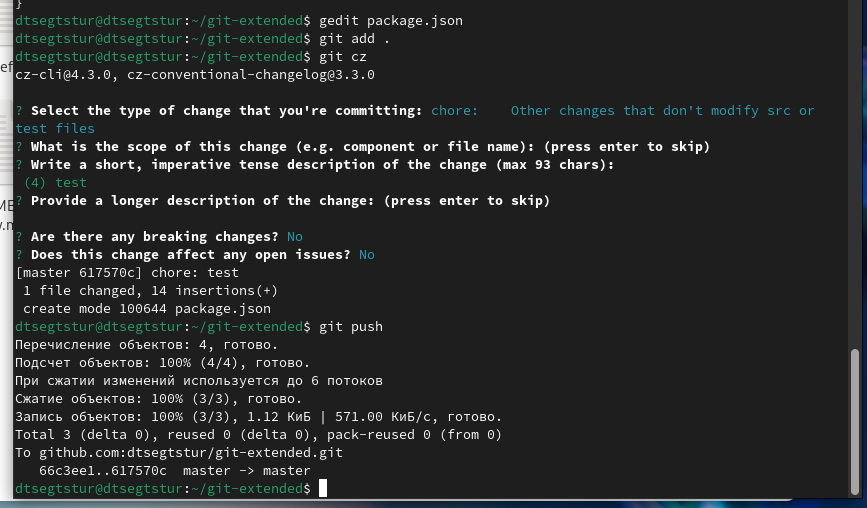 }
dtsegtstur@dtsegtstur:~/git-extended$ gedit package.json
dtsegtstur@dtsegtstur:~/git-extended$ git add .
dtsegtstur@dtsegtstur:~/git-extended$ git cz
cz-cli@4.3.0, cz-conventional-changelog@3.3.0
? Select the type of change that you're committing: chore:    Other changes that don't modify src or
test files
? What is the scope of this change (e.g. component or file name): (press enter to skip)
? Write a short, imperative tense description of the change (max 93 chars):
 (4) test
? Provide a longer description of the change: (press enter to skip)
? Are there any breaking changes? No
? Does this change affect any open issues? No
[master 617570c] chore: test
 1 file changed, 14 insertions(+)
 create mode 100644 package.json
dtsegtstur@dtsegtstur:~/git-extended$ git push
Перечисление объектов: 4, готово.
Подсчет объектов: 100% (4/4), готово.
При сжатии изменений используется до 6 потоков
Сжатие объектов: 100% (3/3), готово.
Запись объектов: 100% (3/3), 1.12 КиБ | 571.00 КиБ/с, готово.
Total 3 (delta 0), reused 0 (delta 0), pack-reused 0 (from 0)
To github.com:dtsegtstur/git-extended.git
   66c3ee1..617570c  master -> master
dtsegtstur@dtsegtstur:~/git-extended$